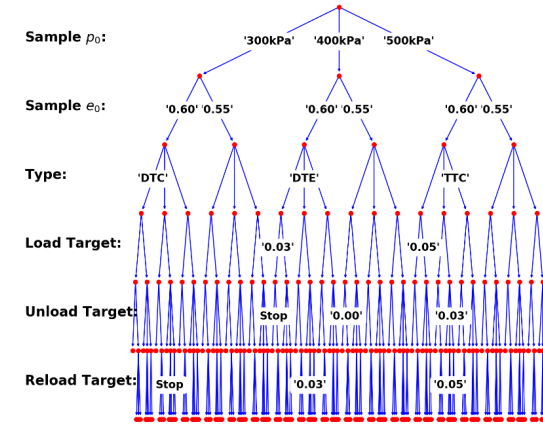 Sample p₀: '300kPa' '400kPa' '500kPa'
Sample e₀: '0.60' '0.55' '0.60' '0.55' '0.60' '0.55'
Type: 'DTC' 'DTE' 'TTC'
Load Target: '0.03' '0.05'
Unload Target: Stop '0.00' '0.03'
Reload Target: Stop '0.03' '0.05'